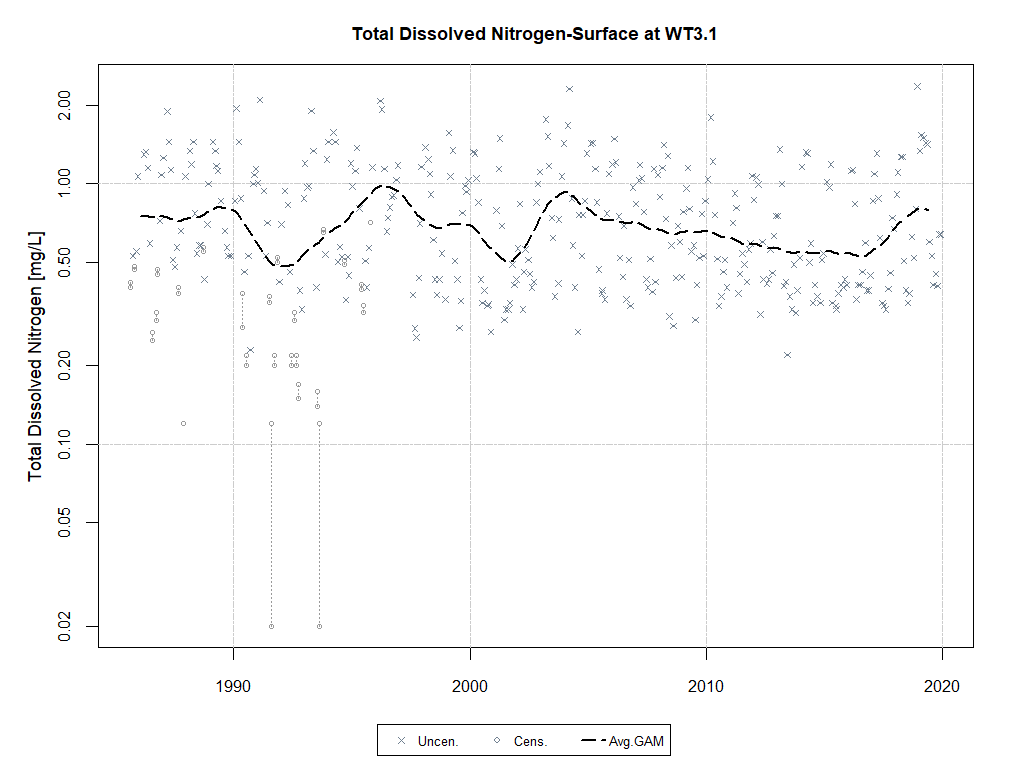 Total Dissolved Nitrogen-Surface at WT3.1
Total Dissolved Nitrogen [mg/L]
2.00
1.00
0.50
0.20
0.10
0.05
0.02
1990 2000 2010 2020
Uncen. Cens. Avg.GAM